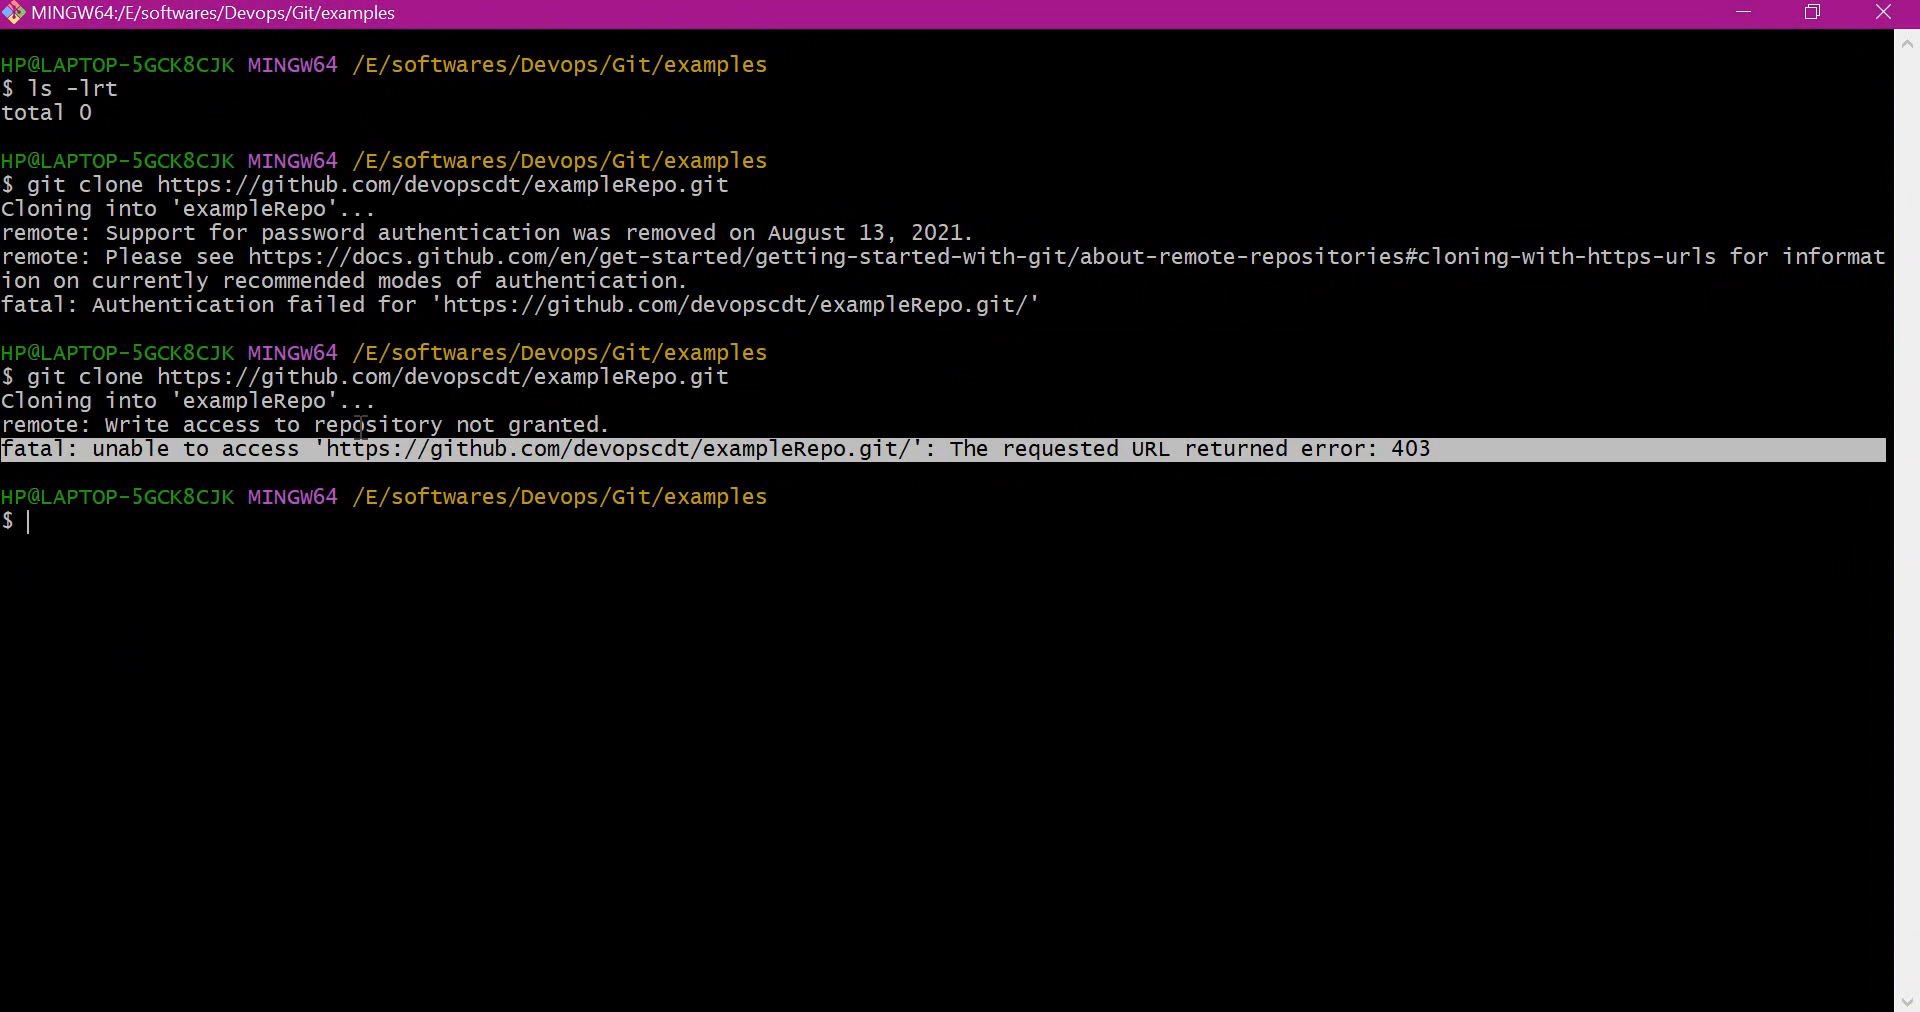 MINGW64:/E/softwares/Devops/Git/examples
HP@LAPTOP-5GCK8CJK MINGW64 /E/softwares/Devops/Git/examples
$ ls -lrt
total 0
HP@LAPTOP-5GCK8CJK MINGW64 /E/softwares/Devops/Git/examples
$ git clone https://github.com/devopscdt/exampleRepo.git
Cloning into 'exampleRepo'...
remote: Support for password authentication was removed on August 13, 2021.
remote: Please see https://docs.github.com/en/get-started/getting-started-with-git/about-remote-repositories#cloning-with-https-urls for informat
ion on currently recommended modes of authentication.
fatal: Authentication failed for 'https://github.com/devopscdt/exampleRepo.git/'
HP@LAPTOP-5GCK8CJK MINGW64 /E/softwares/Devops/Git/examples
$ git clone https://github.com/devopscdt/exampleRepo.git
Cloning into 'exampleRepo'...
remote: Write access to repository not granted.
fatal: unable to access 'https://github.com/devopscdt/exampleRepo.git/': The requested URL returned error: 403
HP@LAPTOP-5GCK8CJK MINGW64 /E/softwares/Devops/Git/examples
$